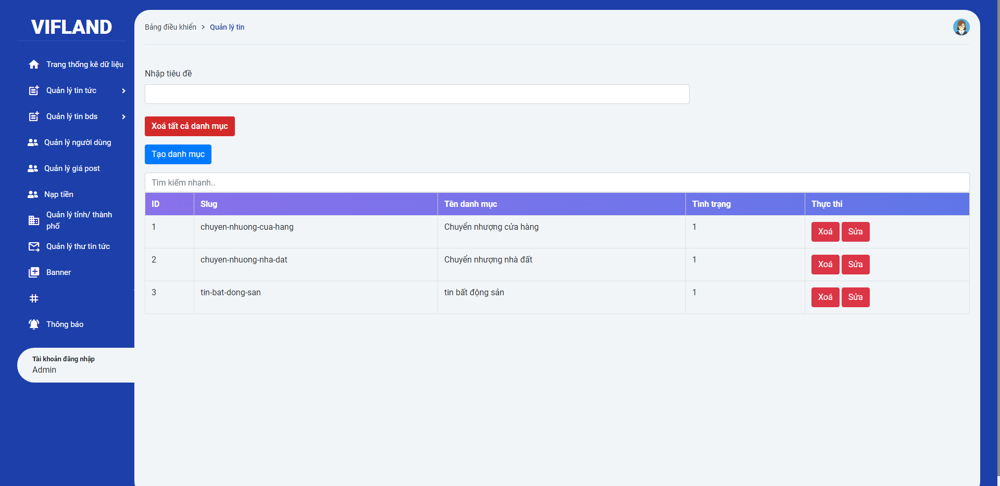 VIFLAND
Trang thống kê dữ liệu
Quản lý tin tức
Quản lý tin bds
Quản lý người dùng
Quản lý giá post
Nạp tiền
Quản lý tỉnh/ thành
phố
Quản lý thư tin tức
Banner
Thông báo
Tài khoản đăng nhập
Admin
Bảng điều khiển > Quản lý tin
Nhập tiêu đề
Xoá tất cả danh mục
Tạo danh mục
Tìm kiếm nhanh..
ID Slug Tên danh mục Tình trạng Thực thi
1 chuyen-nhuong-cua-hang Chuyển nhượng cửa hàng 1 Xoá Sửa
2 chuyen-nhuong-nha-dat Chuyển nhượng nhà đất 1 Xoá Sửa
3 tin-bat-dong-san tin bất động sản 1 Xoá Sửa